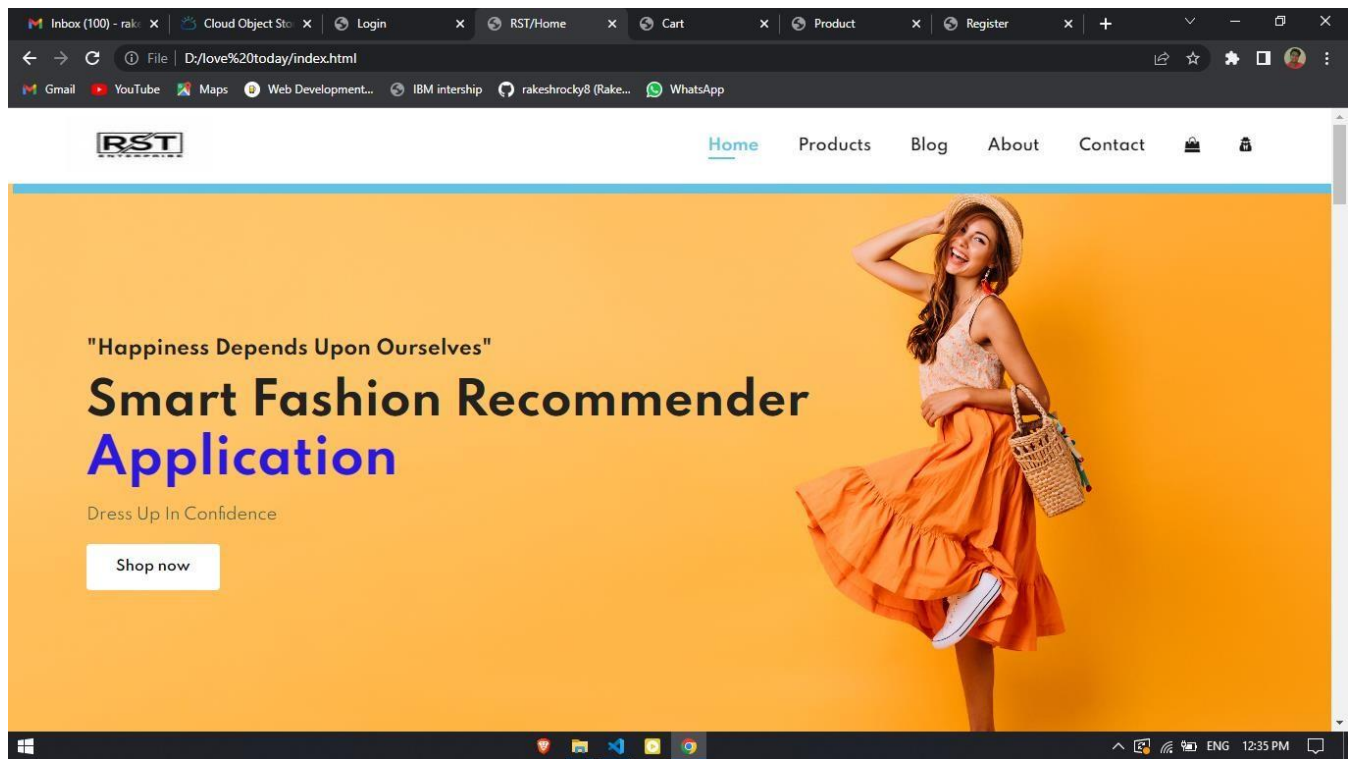 Inbox (100) - rak
Cloud Object Sto
Login
RST/Home
Cart
Product
Register
File
D:/love%20today/index.html
Gmail
YouTube
Maps
Web Development...
IBM intership
rakeshrocky8 (Rake...
WhatsApp
RST
ENTERPRISE
Home
Products
Blog
About
Contact
"Happiness Depends Upon Ourselves"
Smart Fashion Recommender
Application
Dress Up In Confidence
Shop now
ENG
12:35 PM